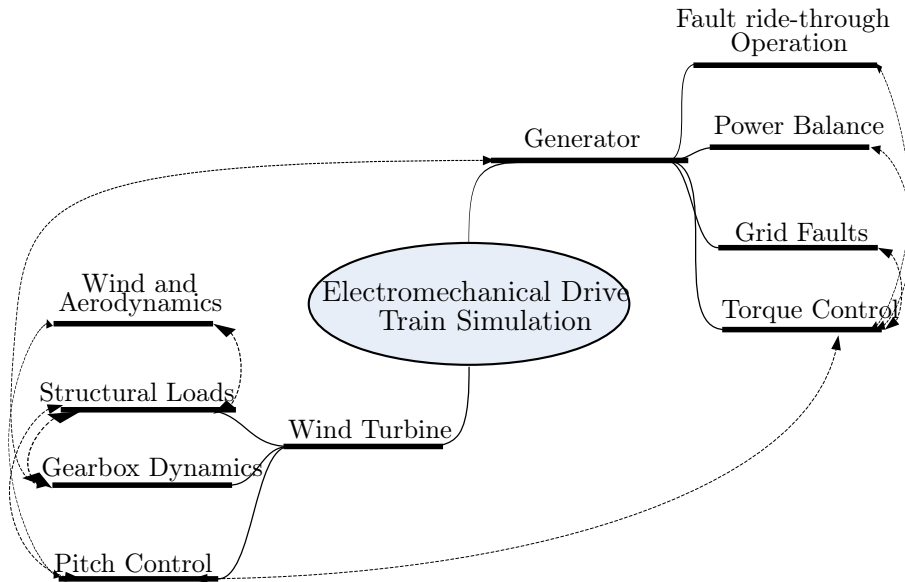 Fault ride-through
Operation
Power Balance
Generator
Grid Faults
Wind and
Aerodynamics
Electromechanical Drive
Train Simulation
Torque Control
Structural Loads
Wind Turbine
Gearbox Dynamics
Pitch Control